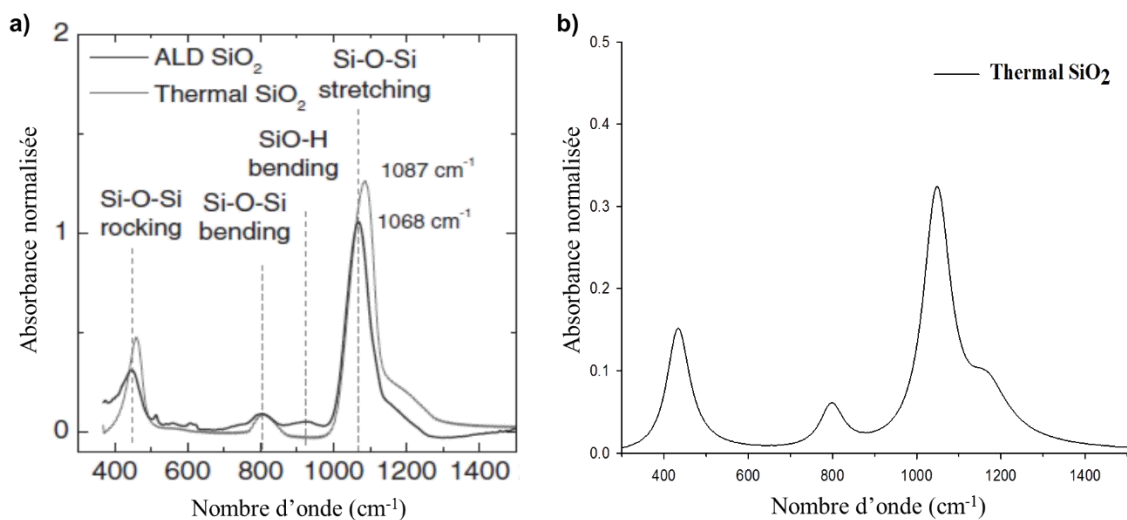 a)
Absorbance normalisée
2
1
0
ALD SiO₂
Thermal SiO₂
Si-O-Si
stretching
SiO-H
bending
1087 cm⁻¹
1068 cm⁻¹
Si-O-Si
rocking
Si-O-Si
bending
400 600 800 1000 1200
Nombre d’onde (cm⁻¹)
b)
Absorbance normalisée
0.5
0.4
0.3
0.2
0.1
0.0
Thermal SiO₂
400 600 800 1000 1200 1400
Nombre d’onde (cm⁻¹)